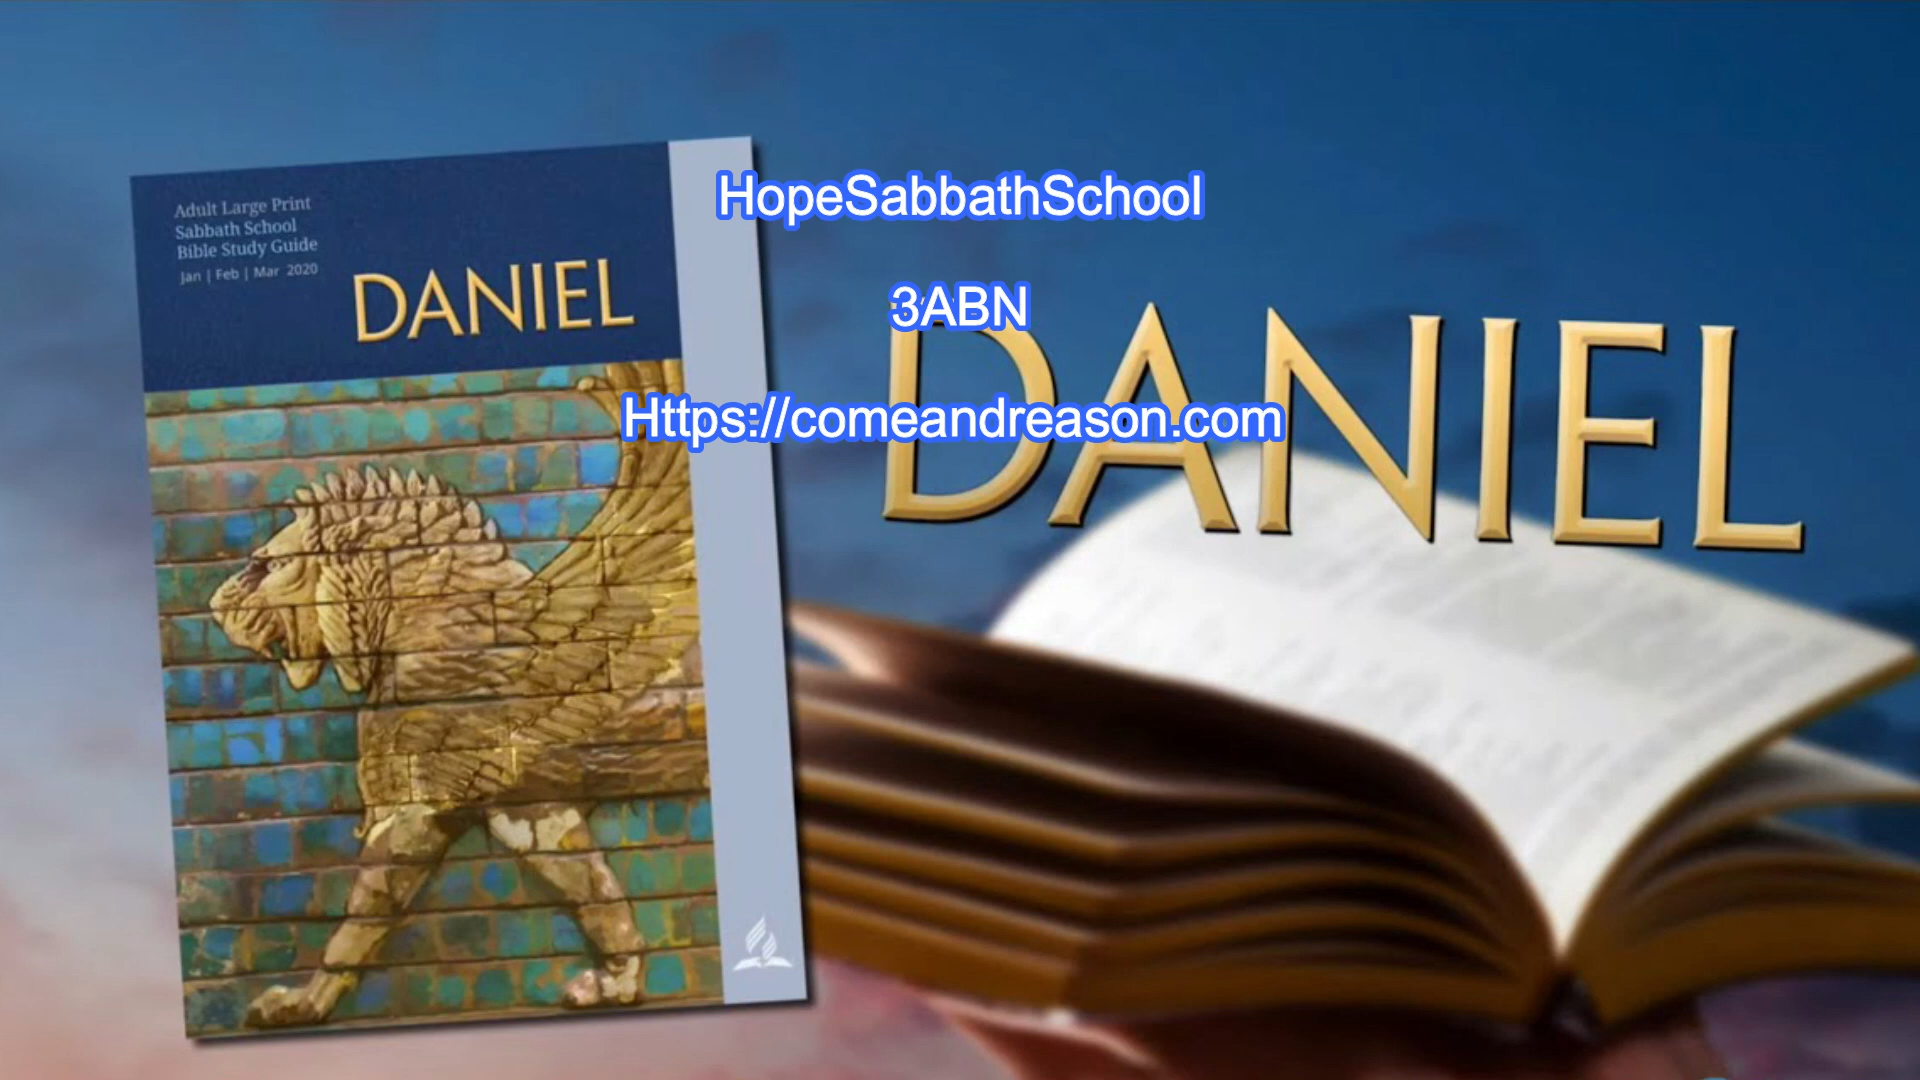 Adult Large Print
Sabbath School
Bible Study Guide
Jan | Feb | Mar 2020
DANIEL
HopeSabbathSchool
3ABN
Https://comeandreason.com
DANIEL